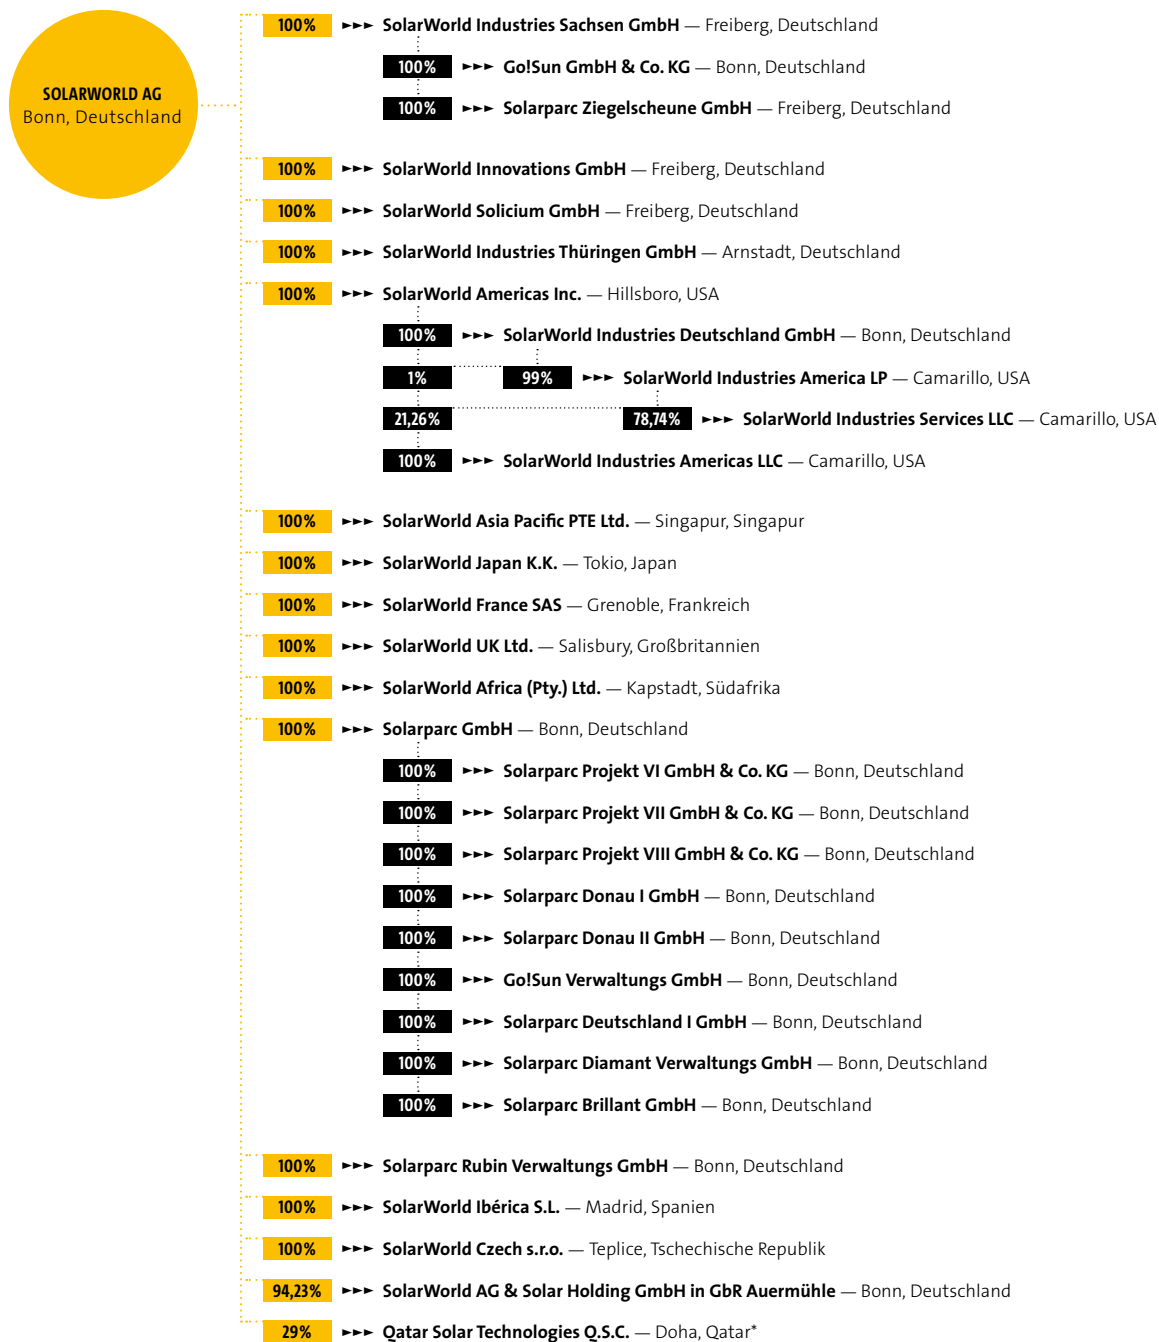 SOLARWORLD AG
Bonn, Deutschland
100% ►►► SolarWorld Industries Sachsen GmbH — Freiberg, Deutschland
100% ►►► Go!Sun GmbH & Co. KG — Bonn, Deutschland
100% ►►► Solarparc Ziegelscheune GmbH — Freiberg, Deutschland
100% ►►► SolarWorld Innovations GmbH — Freiberg, Deutschland
100% ►►► SolarWorld Solicium GmbH — Freiberg, Deutschland
100% ►►► SolarWorld Industries Thüringen GmbH — Arnstadt, Deutschland
100% ►►► SolarWorld Americas Inc. — Hillsboro, USA
100% ►►► SolarWorld Industries Deutschland GmbH — Bonn, Deutschland
1% 99% ►►► SolarWorld Industries America LP — Camarillo, USA
21,26% 78,74% ►►► SolarWorld Industries Services LLC — Camarillo, USA
100% ►►► SolarWorld Industries Americas LLC — Camarillo, USA
100% ►►► SolarWorld Asia Pacific PTE Ltd. — Singapur, Singapur
100% ►►► SolarWorld Japan K.K. — Tokio, Japan
100% ►►► SolarWorld France SAS — Grenoble, Frankreich
100% ►►► SolarWorld UK Ltd. — Salisbury, Großbritannien
100% ►►► SolarWorld Africa (Pty.) Ltd. — Kapstadt, Südafrika
100% ►►► Solarparc GmbH — Bonn, Deutschland
100% ►►► Solarparc Projekt VI GmbH & Co. KG — Bonn, Deutschland
100% ►►► Solarparc Projekt VII GmbH & Co. KG — Bonn, Deutschland
100% ►►► Solarparc Projekt VIII GmbH & Co. KG — Bonn, Deutschland
100% ►►► Solarparc Donau I GmbH — Bonn, Deutschland
100% ►►► Solarparc Donau II GmbH — Bonn, Deutschland
100% ►►► Go!Sun Verwaltungs GmbH — Bonn, Deutschland
100% ►►► Solarparc Deutschland I GmbH — Bonn, Deutschland
100% ►►► Solarparc Diamant Verwaltungs GmbH — Bonn, Deutschland
100% ►►► Solarparc Brillant GmbH — Bonn, Deutschland
100% ►►► Solarparc Rubin Verwaltungs GmbH — Bonn, Deutschland
100% ►►► SolarWorld Ibérica S.L. — Madrid, Spanien
100% ►►► SolarWorld Czech s.r.o. — Teplice, Tschechische Republik
94,23% ►►► SolarWorld AG & Solar Holding GmbH in GbR Auermühle — Bonn, Deutschland
29% ►►► Qatar Solar Technologies Q.S.C. — Doha, Qatar*